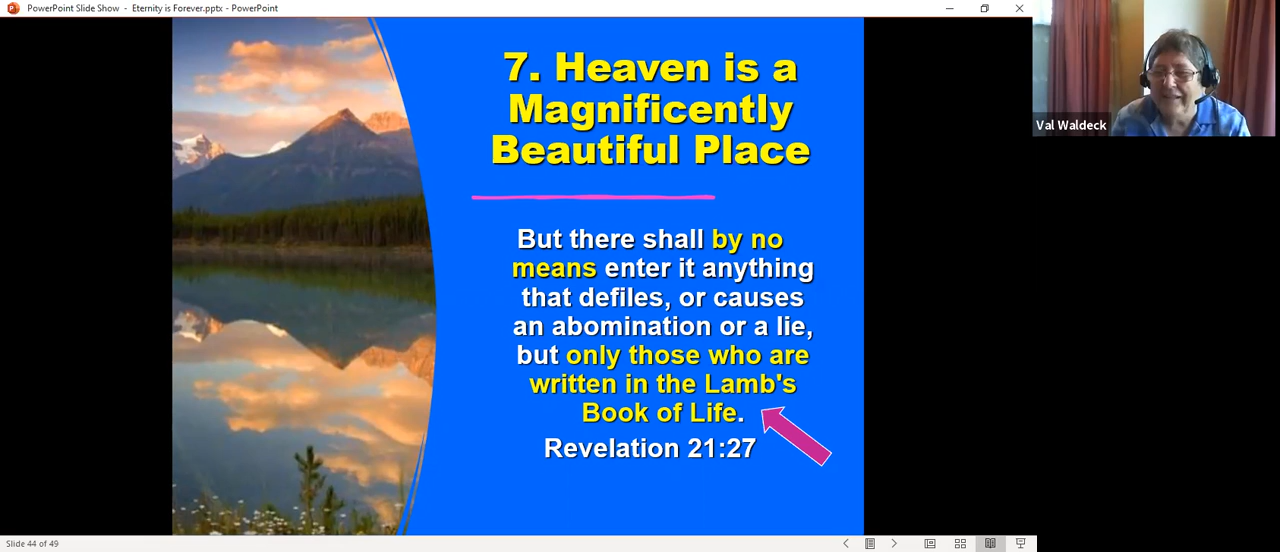 PowerPoint Slide Show - Eternity is Forever.pptx - PowerPoint
7. Heaven is a
Magnificently
Beautiful Place
But there shall by no
means enter it anything
that defiles, or causes
an abomination or a lie,
but only those who are
written in the Lamb's
Book of Life.
Revelation 21:27
Val Waldeck
Slide 44 of 49